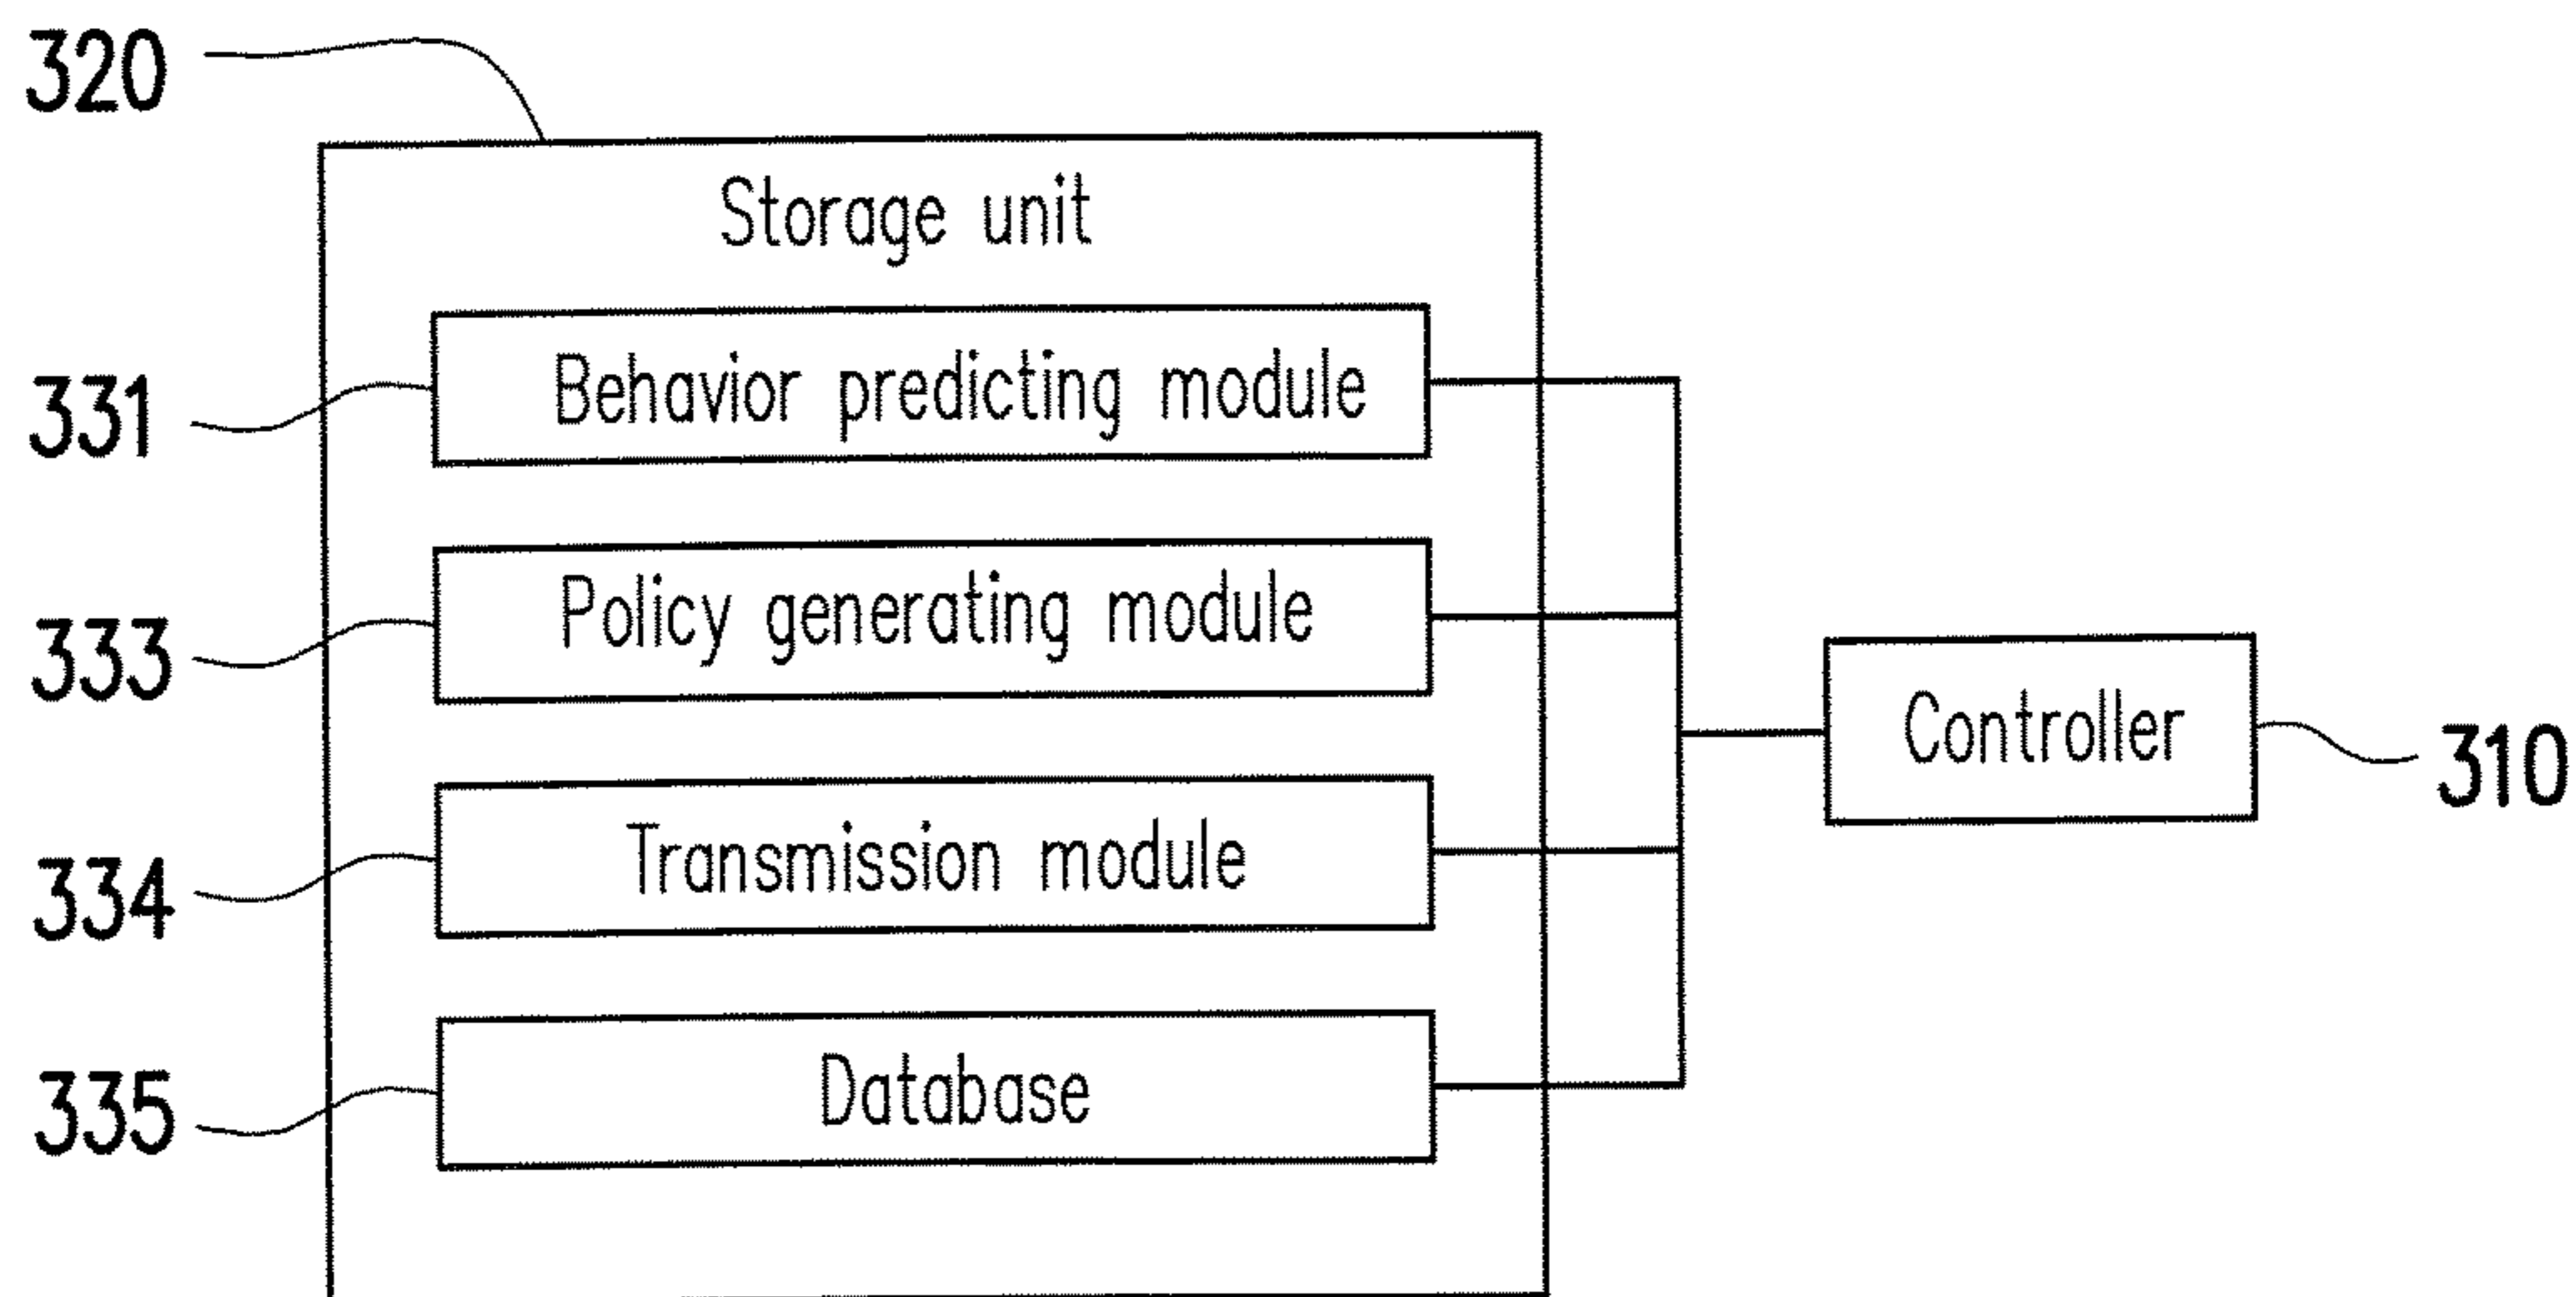 320
Storage unit
331
Behavior predicting module
333
Policy generating module
Controller
310
334
Transmission module
335
Database